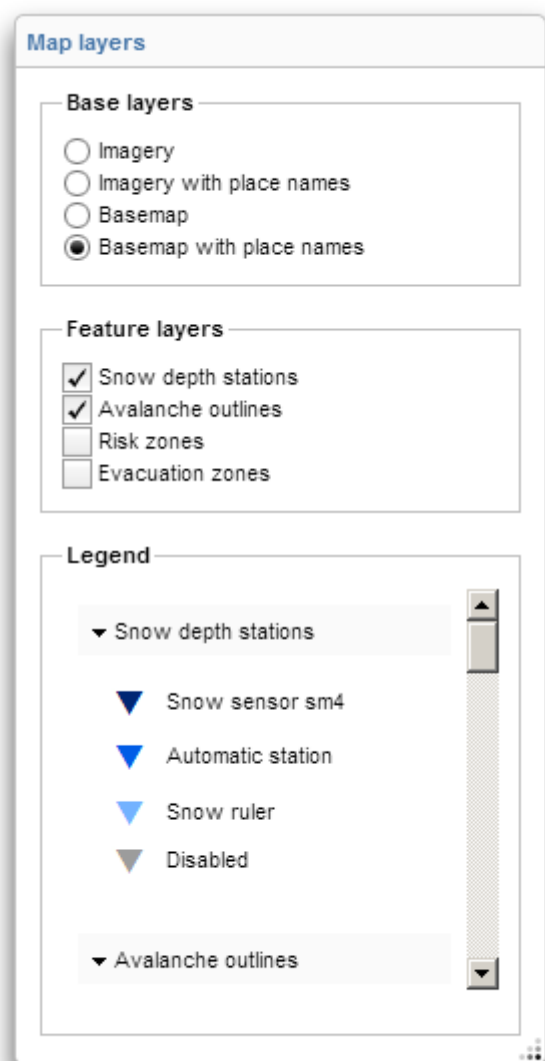 Map layers
Base layers
Imagery
Imagery with place names
Basemap
Basemap with place names
Feature layers
Snow depth stations
Avalanche outlines
Risk zones
Evacuation zones
Legend
Snow depth stations
Snow sensor sm4
Automatic station
Snow ruler
Disabled
Avalanche outlines